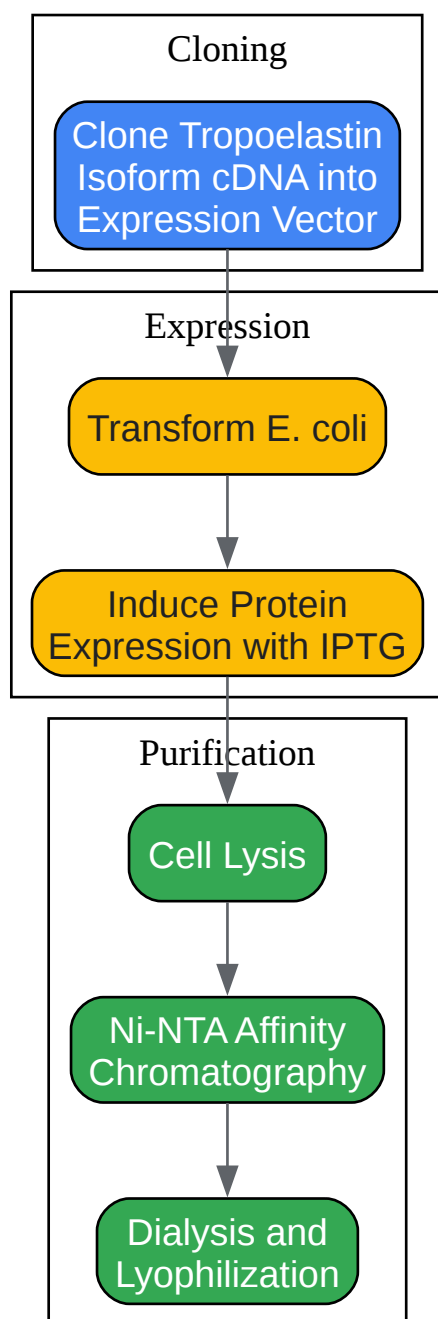 Cloning
Clone Tropoelastin
Isoform cDNA into
Expression Vector
Expression
Transform E. coli
Induce Protein
Expression with IPTG
Purification
Cell Lysis
Ni-NTA Affinity
Chromatography
Dialysis and
Lyophilization